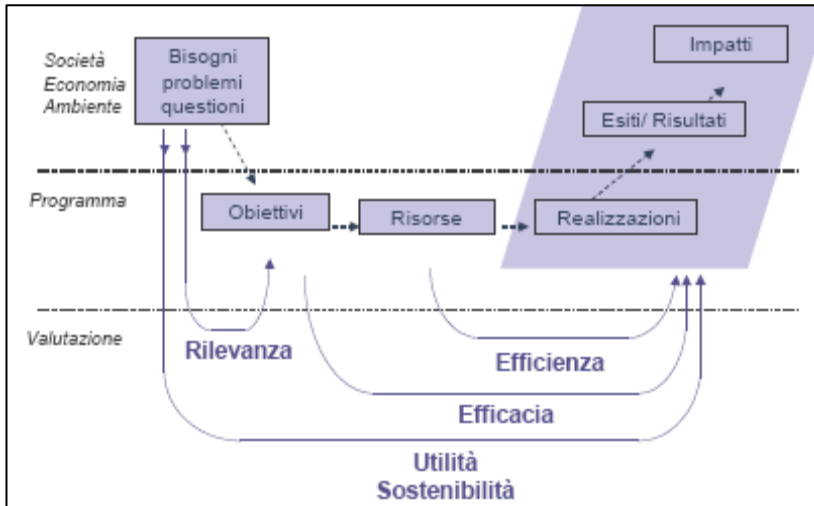 Società
Economia
Ambiente
Bisogni
problemi
questioni
Impatti
Esiti/ Risultati
Programma
Obiettivi
Risorse
Realizzazioni
Valutazione
Rilevanza
Efficienza
Efficacia
Utilità
Sostenibilità